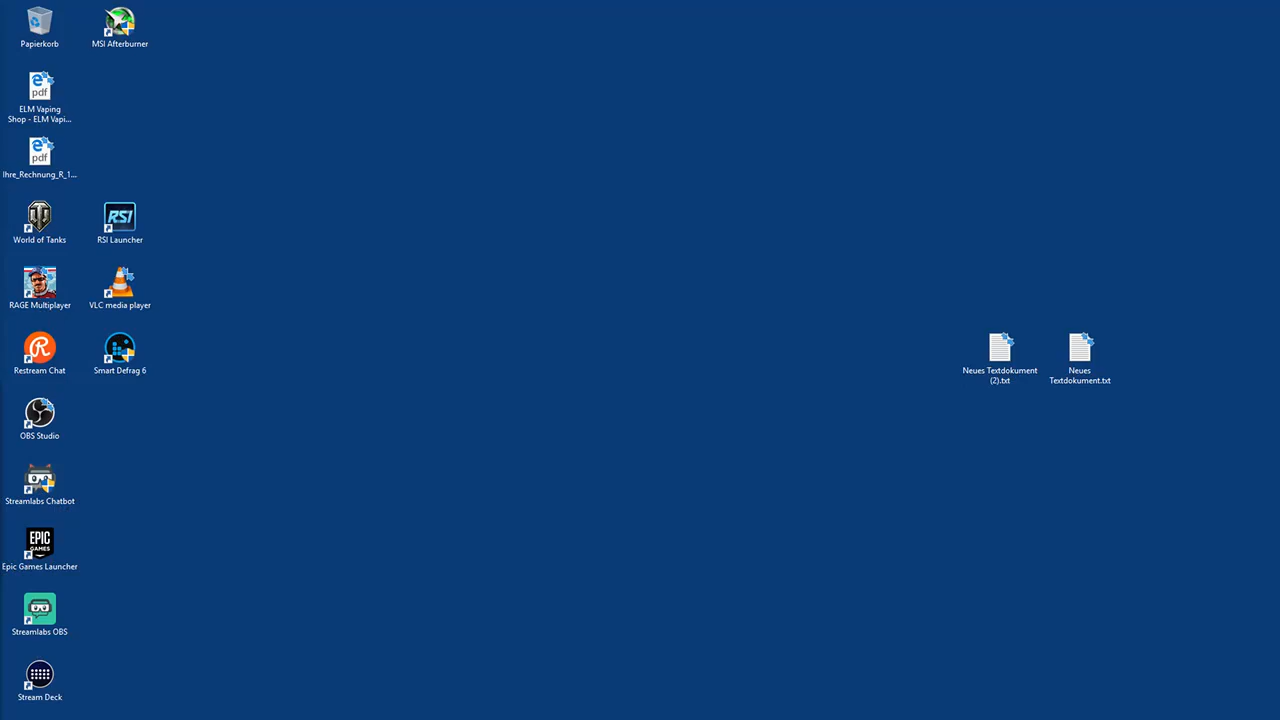 Papierkorb
MSI Afterburner
pdf
ELM Vaping
Shop - ELM Vapi...
pdf
Ihre_Rechnung_R_1...
World of Tanks
RSI
RSI Launcher
RAGE Multiplayer
VLC media player
Restream Chat
Smart Defrag 6
Neues Textdokument
(2).txt
Neues
Textdokument.txt
OBS Studio
Streamlabs Chatbot
EPIC
GAMES
Epic Games Launcher
Streamlabs OBS
Stream Deck